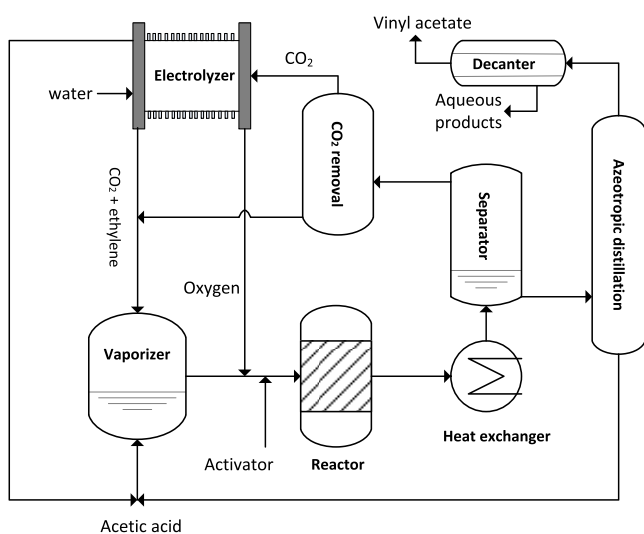 Vinyl acetate
Electrolyzer
CO₂
Decanter
water
Aqueous
products
CO₂ removal
CO₂ + ethylene
Separator
Azeotropic distillation
Oxygen
Vaporizer
Heat exchanger
Activator
Reactor
Acetic acid